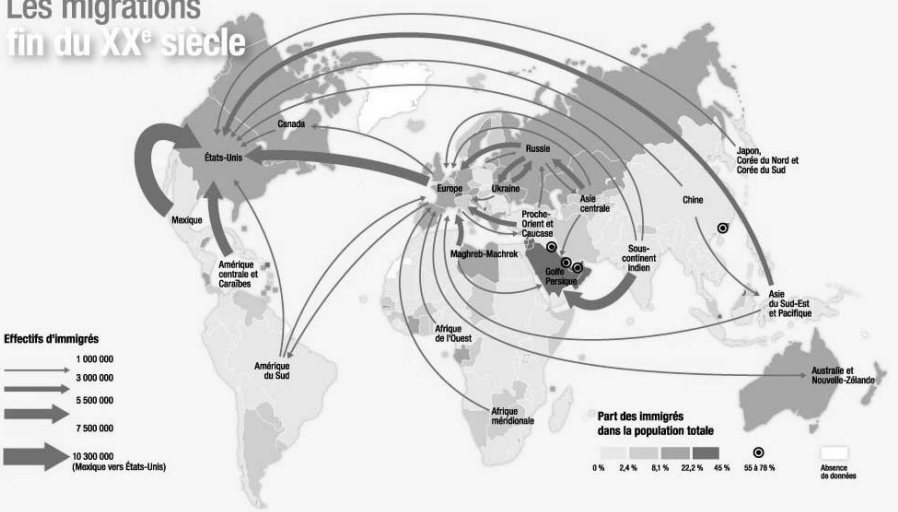 Les migrations
fin du XXe siècle
Canada
États-Unis
Mexique
Amérique
centrale et
Caraïbes
Amérique
du Sud
Europe
Ukraine
Russie
Proche-
Orient et
Caucase
Asie
centrale
Maghreb-Machrek
Golfe
Persique
Sous-
continent
indien
Chine
Japon,
Corée du Nord et
Corée du Sud
Asie
du Sud-Est
et Pacifique
Afrique
de l'Ouest
Afrique
méridionale
Australie et
Nouvelle-Zélande
Effectifs d'immigrés
1 000 000
3 000 000
5 500 000
7 500 000
10 300 000
(Mexique vers États-Unis)
Part des immigrés
dans la population totale
0 % 2,4 % 8,1 % 22,2 % 45 % 55 à 78 %
Absence
de données